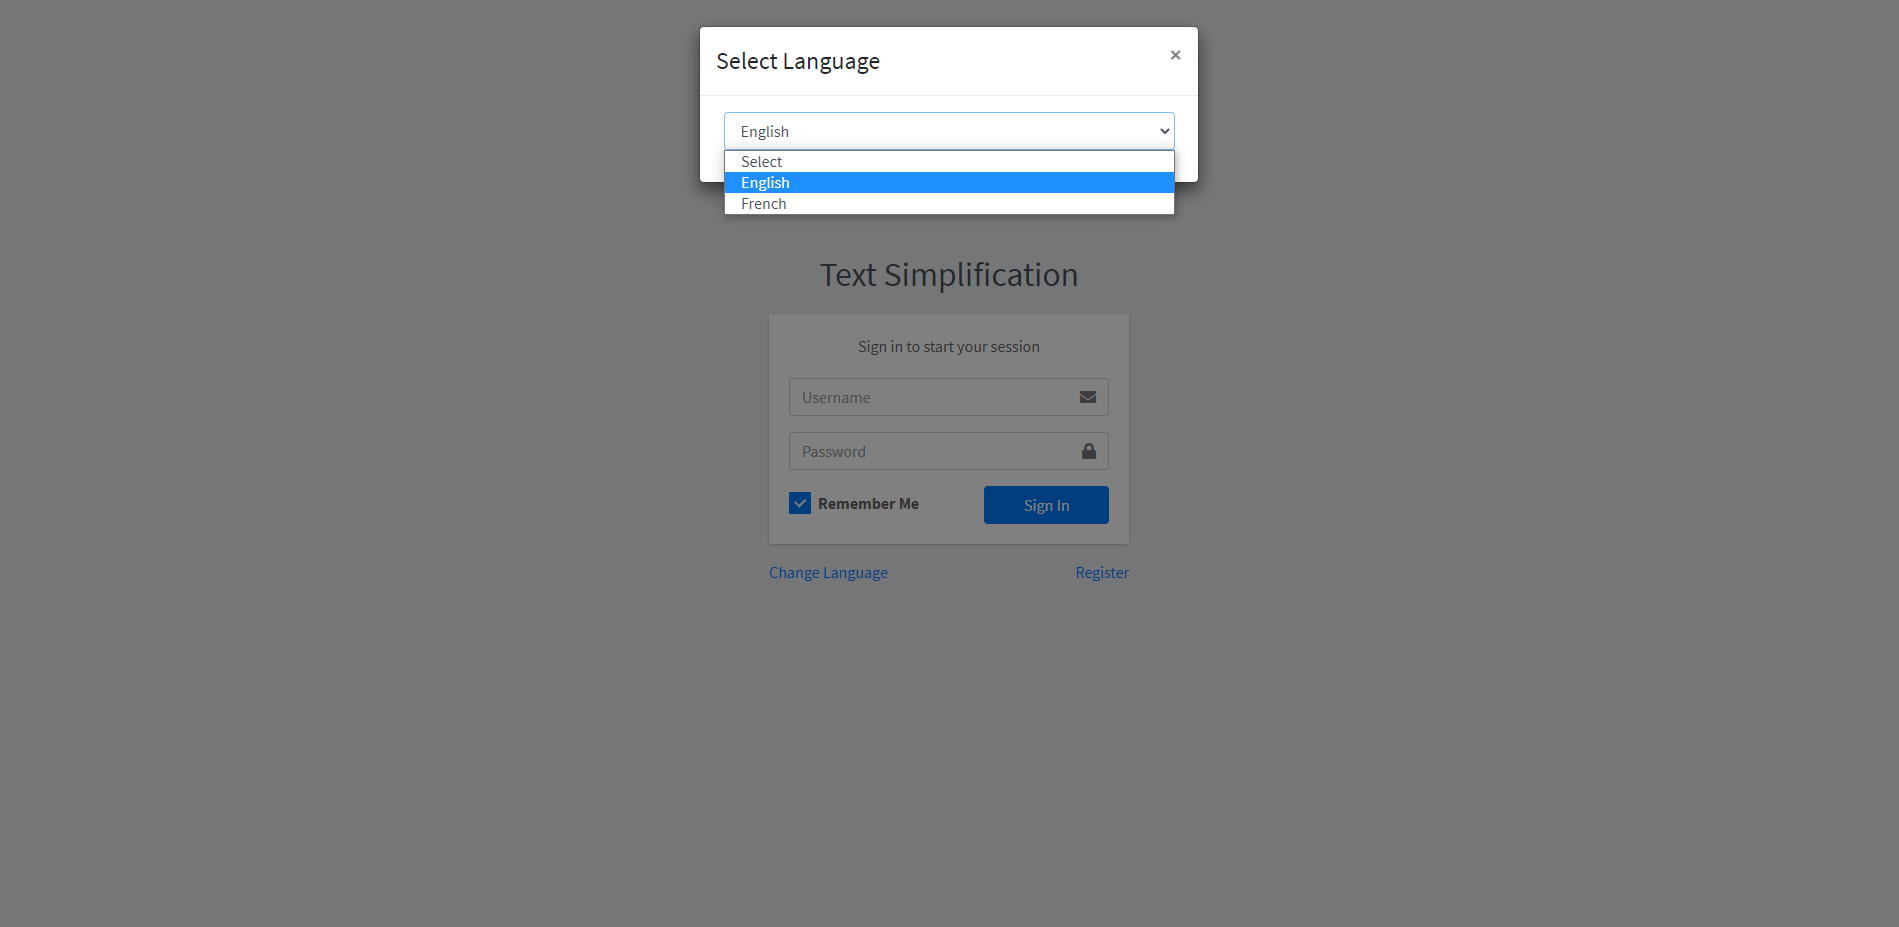 Select Language
×
English
Select
English
French
Text Simplification
Sign in to start your session
Username
Password
Remember Me
Sign In
Change Language
Register